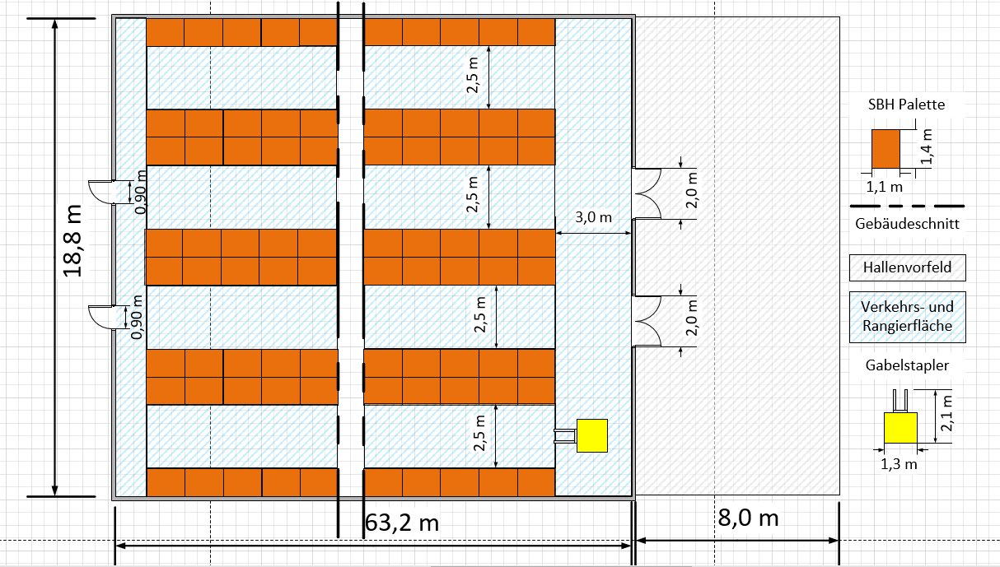 2,5 m
SBH Palette
1,4 m
1,1 m
0,90 m
2,5 m
2,0 m
Gebäudeschnitt
18,8 m
3,0 m
Hallenvorfeld
0,90 m
2,5 m
2,0 m
Verkehrs- und
Rangierfläche
Gabelstapler
2,5 m
2,1 m
1,3 m
63,2 m
8,0 m